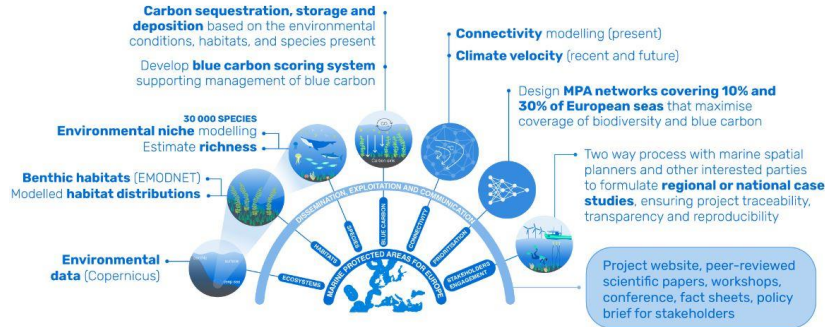 Carbon sequestration, storage and
deposition based on the environmental
conditions, habitats, and species present
Develop blue carbon scoring system
supporting management of blue carbon
Connectivity modelling (present)
Climate velocity (recent and future)
Design MPA networks covering 10% and
30% of European seas that maximise
coverage of biodiversity and blue carbon
30 000 SPECIES
Environmental niche modelling
Estimate richness
Two way process with marine spatial
planners and other interested parties
to formulate regional or national case
studies, ensuring project traceability,
transparency and reproducibility
Benthic habitats (EMODNET)
Modelled habitat distributions
Environmental
data (Copernicus)
Project website, peer-reviewed
scientific papers, workshops,
conference, fact sheets, policy
brief for stakeholders
DISSEMINATION, EXPLOITATION AND COMMUNICATION
ECOSYSTEMS
HABITATS
SPECIES
BLUE CARBON
CONNECTIVITY
PRIORITISATION
STAKEHOLDERS
ENGAGEMENT
MARINE PROTECTED AREAS FOR EUROPE